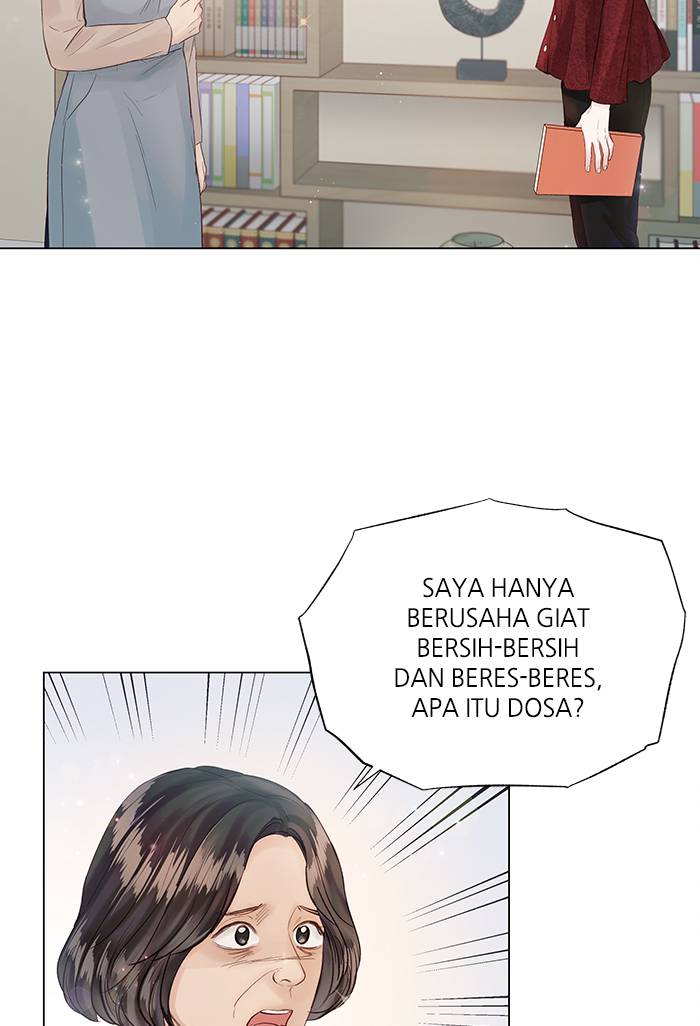 SAYA HANYA
BERUSAHA GIAT
BERSIH-BERSIH
DAN BERES-BERES,
APA ITU DOSA?